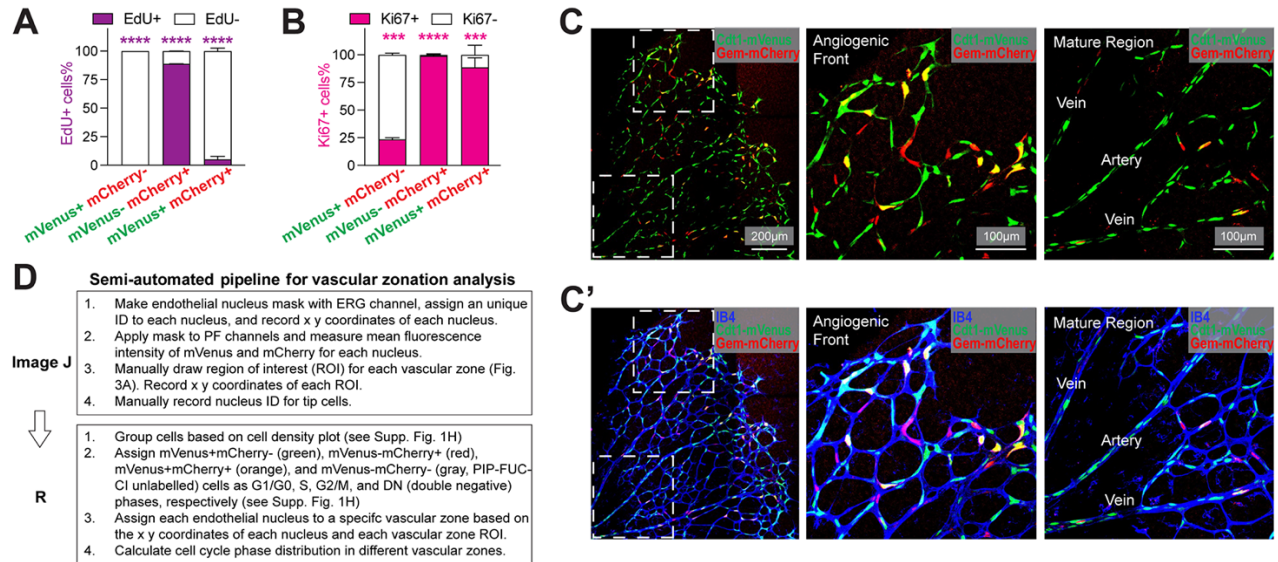 A
EdU+ EdU-
**** **** ****
EdU+ cells%
100
75
50
25
0
mVenus+ mCherry-
mVenus- mCherry+
mVenus+ mCherry+
B
Ki67+ Ki67-
*** **** ***
Ki67+ cells%
100
75
50
25
0
mVenus+ mCherry-
mVenus- mCherry+
mVenus+ mCherry+
C
Cdt1-mVenus
Gem-mCherry
200µm
Angiogenic
Front
Cdt1-mVenus
Gem-mCherry
100µm
Mature Region
Cdt1-mVenus
Gem-mCherry
Vein
Artery
Vein
100µm
D
Semi-automated pipeline for vascular zonation analysis
Image J
1. Make endothelial nucleus mask with ERG channel, assign an unique
ID to each nucleus, and record x y coordinates of each nucleus.
2. Apply mask to PF channels and measure mean fluorescence
intensity of mVenus and mCherry for each nucleus.
3. Manually draw region of interest (ROI) for each vascular zone (Fig.
3A). Record x y coordinates of each ROI.
4. Manually record nucleus ID for tip cells.
R
1. Group cells based on cell density plot (see Supp. Fig. 1H)
2. Assign mVenus+mCherry- (green), mVenus-mCherry+ (red),
mVenus+mCherry+ (orange), and mVenus-mCherry- (gray, PIP-FUC-
CI unlabelled) cells as G1/G0, S, G2/M, and DN (double negative)
phases, respectively (see Supp. Fig. 1H)
3. Assign each endothelial nucleus to a specifc vascular zone based on
the x y coordinates of each nucleus and each vascular zone ROI.
4. Calculate cell cycle phase distribution in different vascular zones.
C'
IB4
Cdt1-mVenus
Gem-mCherry
Angiogenic
Front
IB4
Cdt1-mVenus
Gem-mCherry
Mature Region
IB4
Cdt1-mVenus
Gem-mCherry
Vein
Artery
Vein